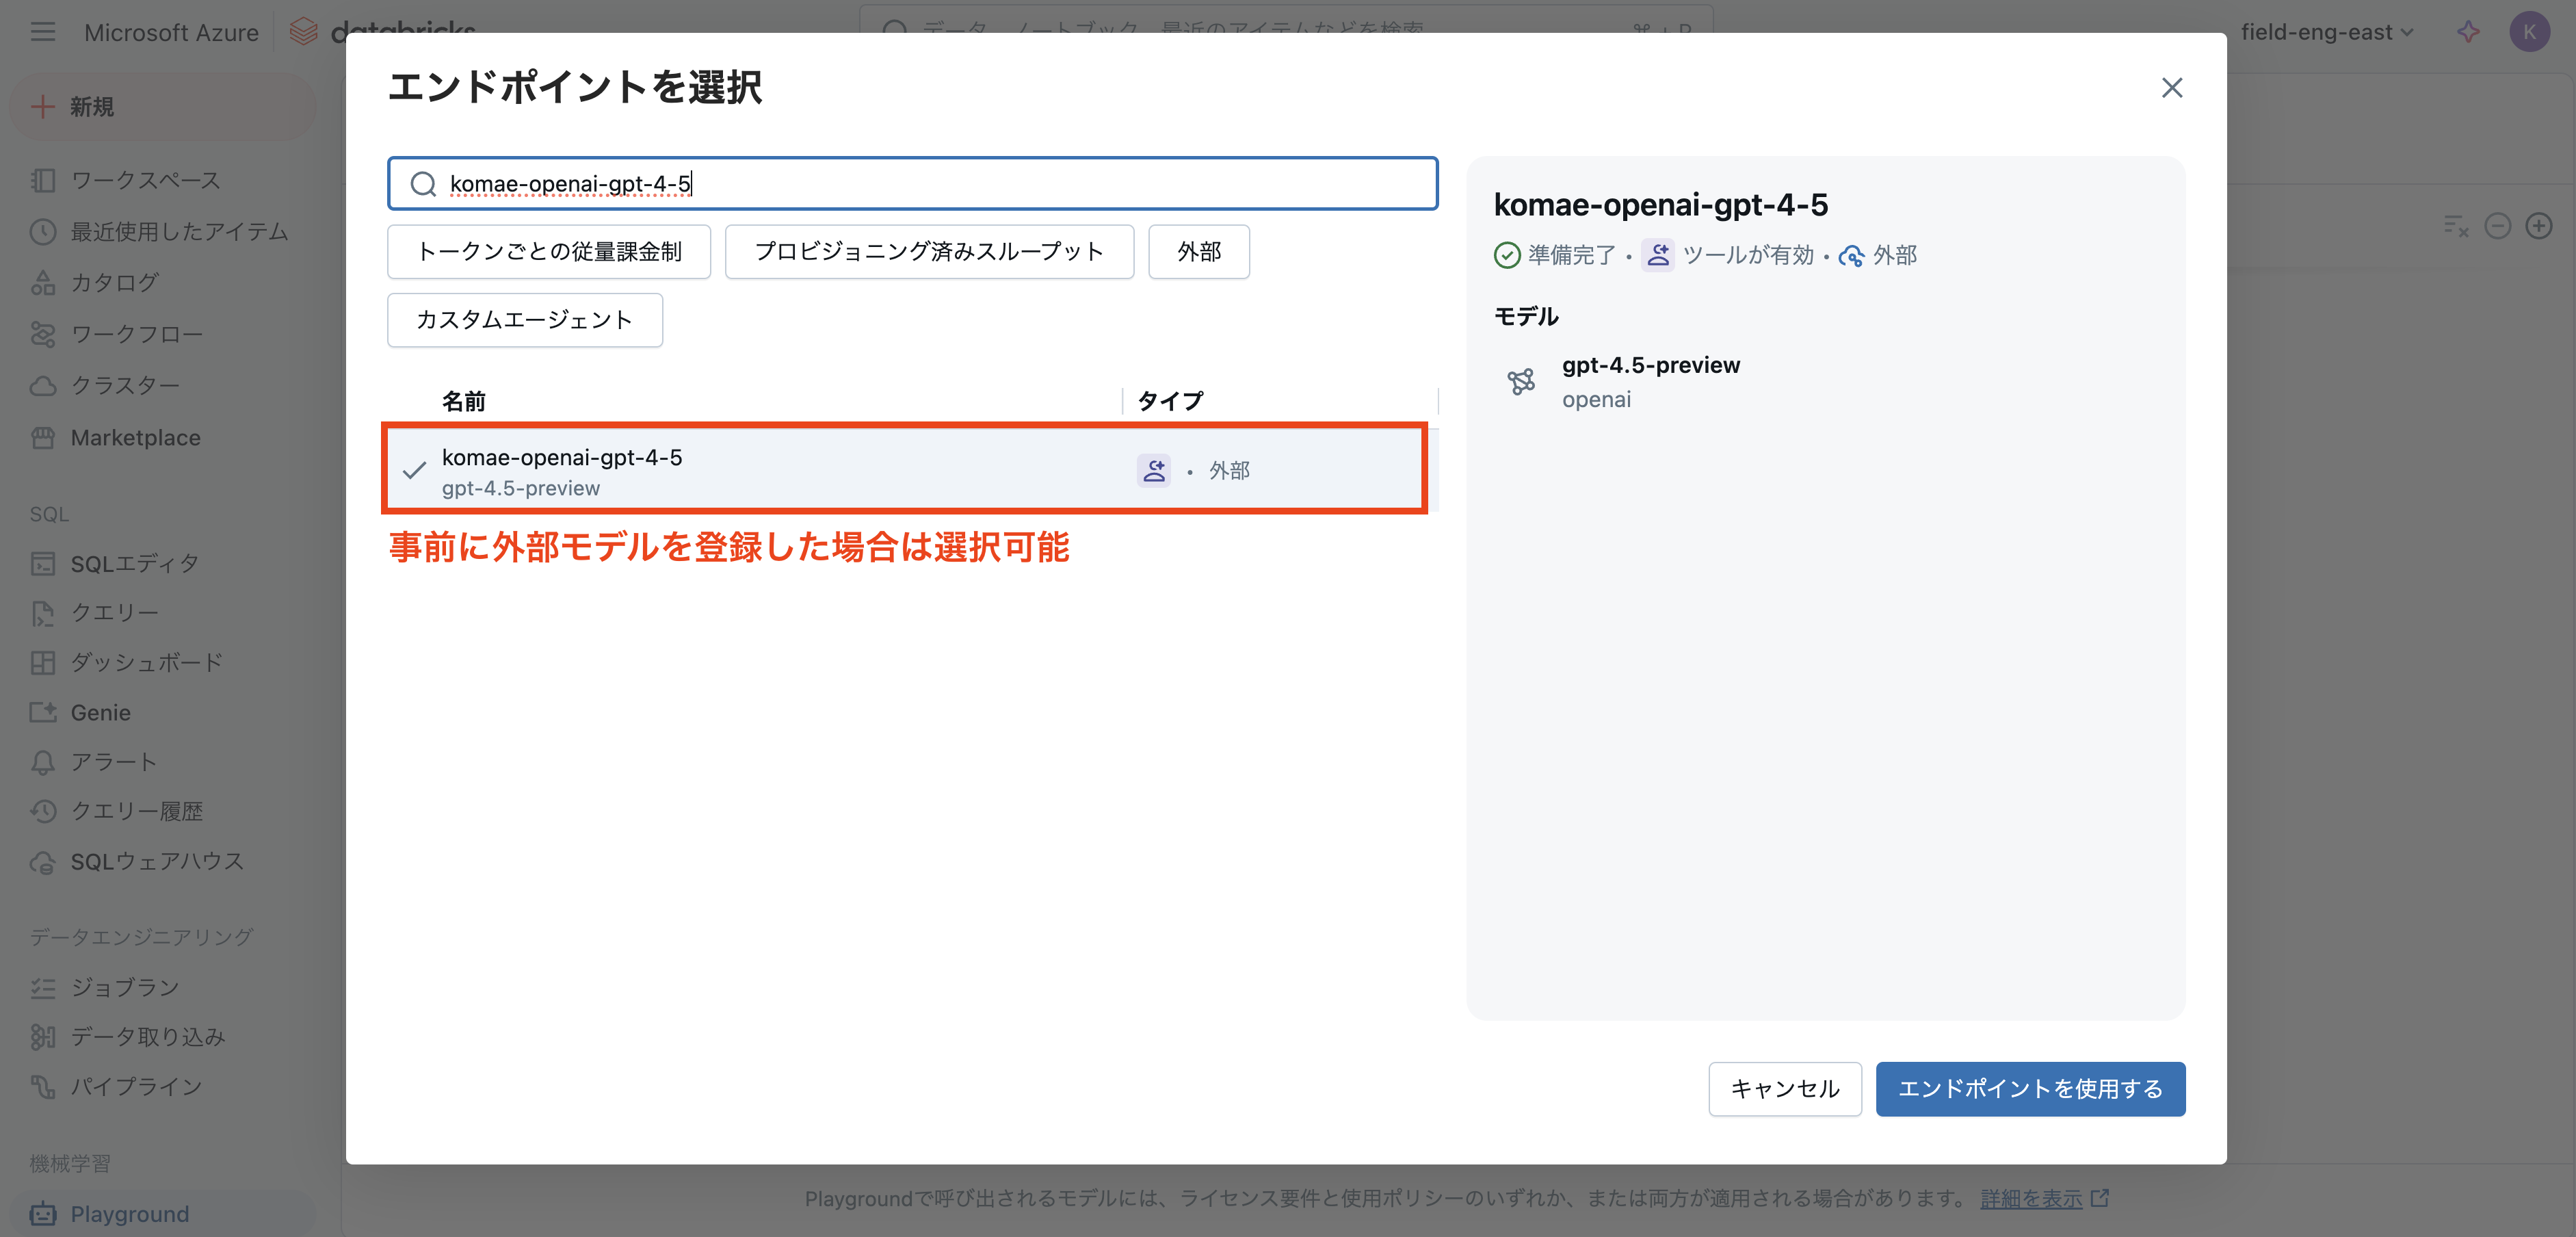 Microsoft Azure
databricks
データ、ノートブック、最近のアイテムなどを検索
⌘ + P
field-eng-east
K
新規
ワークスペース
最近使用したアイテム
カタログ
ワークフロー
クラスター
Marketplace
SQL
SQLエディタ
クエリー
ダッシュボード
Genie
アラート
クエリー履歴
SQLウェアハウス
データエンジニアリング
ジョブラン
データ取り込み
パイプライン
機械学習
Playground
エンドポイントを選択
komae-openai-gpt-4-5
トークンごとの従量課金制
プロビジョニング済みスループット
外部
カスタムエージェント
名前
タイプ
komae-openai-gpt-4-5
gpt-4.5-preview
• 外部
事前に外部モデルを登録した場合は選択可能
komae-openai-gpt-4-5
準備完了 • ツールが有効 • 外部
モデル
gpt-4.5-preview
openai
キャンセル
エンドポイントを使用する
Playgroundで呼び出されるモデルには、ライセンス要件と使用ポリシーのいずれか、または両方が適用される場合があります。 詳細を表示